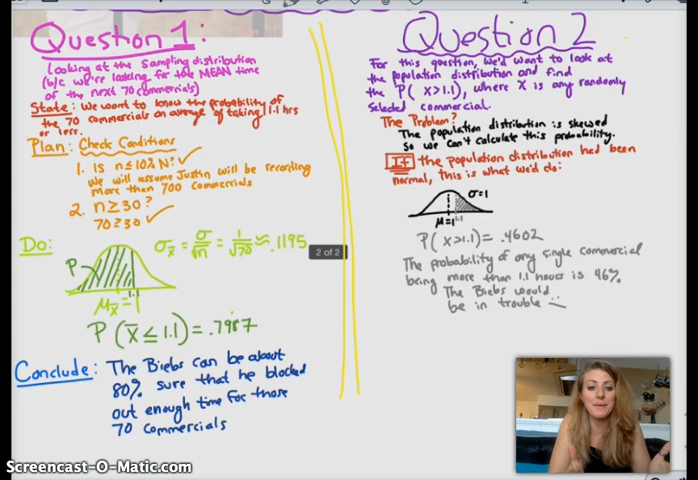 Question 1:
Looking at the Sampling distribution
(b/c we're looking for the MEAN time
of the next 70 commercials)
State: We want to know the probability of
the 70 commercials on average of taking 1.1 hrs
or less.
Plan: Check Conditions
1. Is n ≤ 10% N? ✓
We will assume Justin will be recording
more than 700 commercials
2. n ≥ 30?
70 ≥ 30 ✓
Do:
σx̄ = σ/√n = 1/√70 ≈ .1195
P
1.1
μx̄ = 1
P(x̄ ≤ 1.1) = .7987
Conclude: The Biebs can be about
80% sure that he blocked
out enough time for those
70 commercials
2 of 2
Question 2
For this question, we'd want to look at
the population distribution and find
the P(x>1.1), where X is any randomly
selected commercial.
The Problem?
The population distribution is skewed
so we can't calculate this probability.
If the population distribution had been
normal, this is what we'd do:
σ=1
μ=1 1.1
P(x>1.1) = .4602
The probability of any single commercial
being more than 1.1 hours is 46%.
The Biebs would
be in trouble
Screencast-O-Matic.com